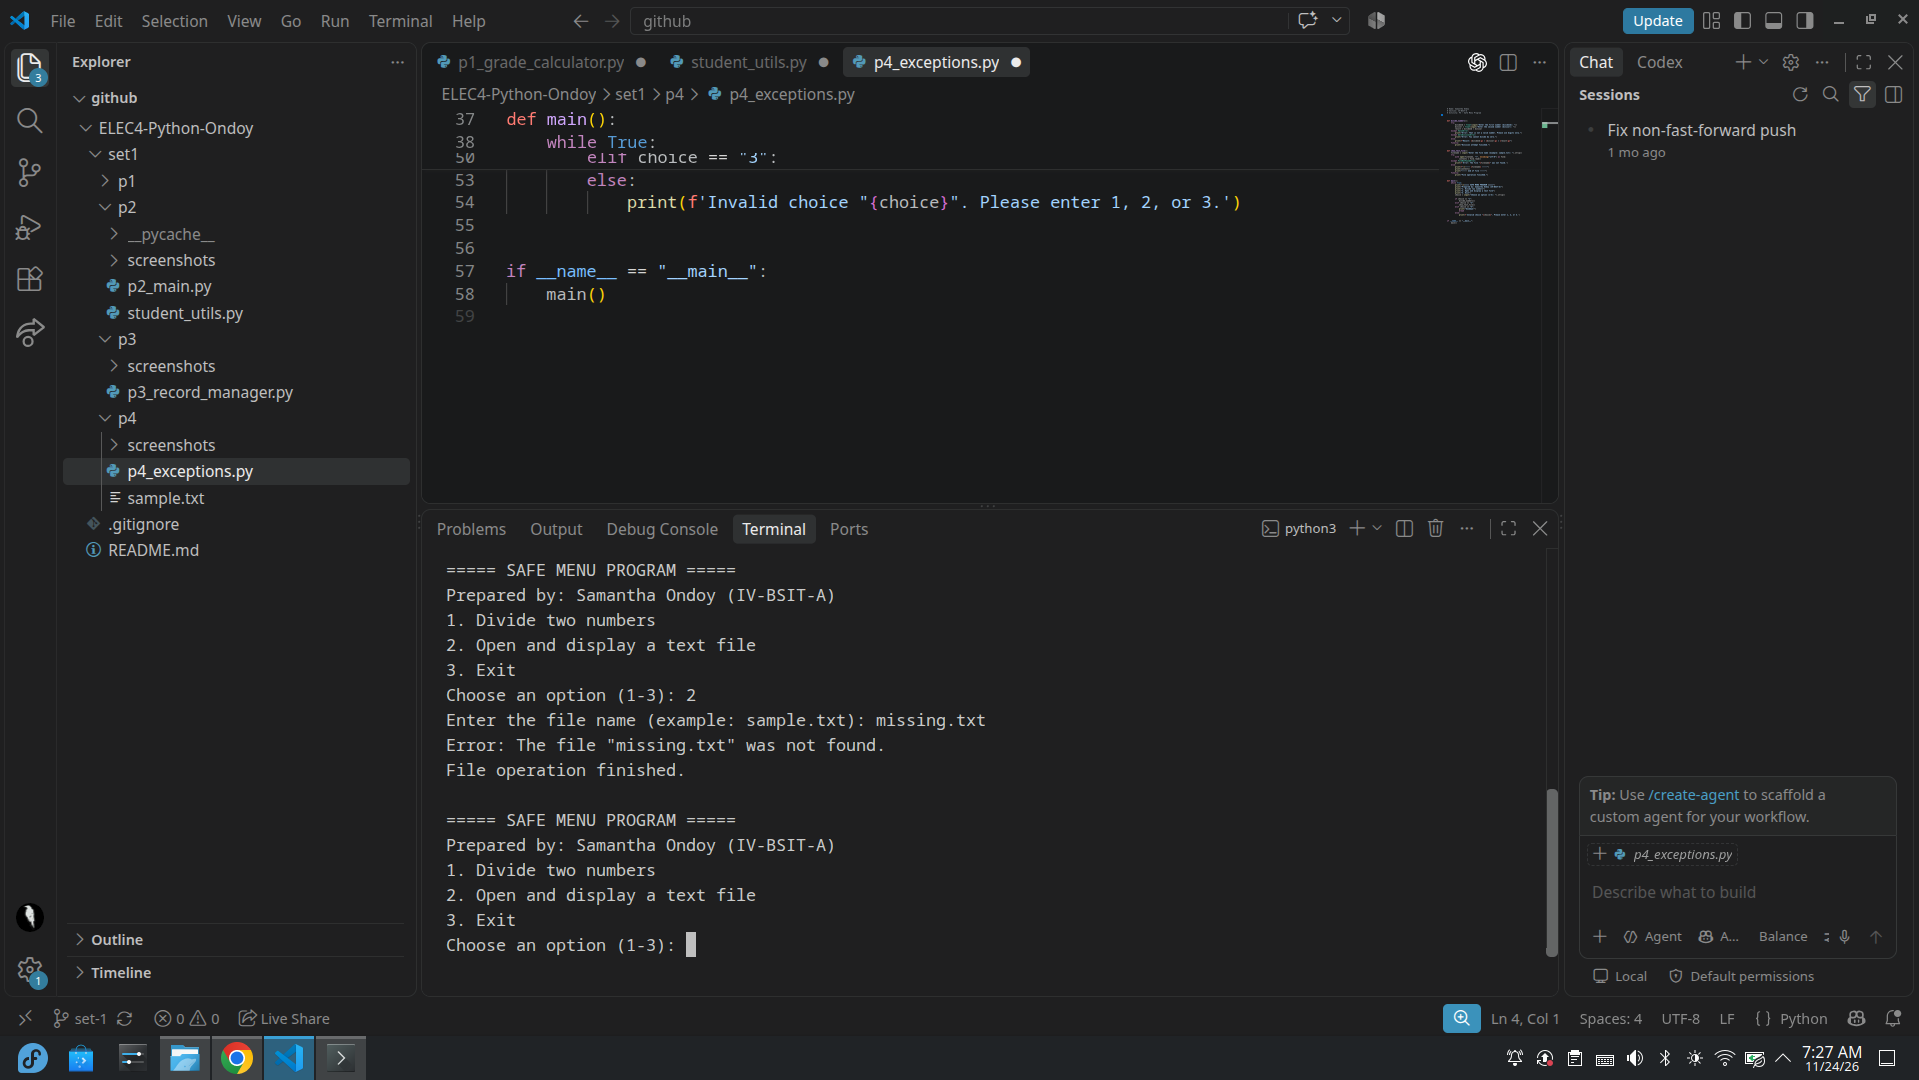 File Edit Selection View Go Run Terminal Help
github
Update
Explorer
github
ELEC4-Python-Ondoy
set1
p1
p2
__pycache__
screenshots
p2_main.py
student_utils.py
p3
screenshots
p3_record_manager.py
p4
screenshots
p4_exceptions.py
sample.txt
.gitignore
README.md
Outline
Timeline
3
1
p1_grade_calculator.py
student_utils.py
p4_exceptions.py
ELEC4-Python-Ondoy > set1 > p4 > p4_exceptions.py
37 def main():
38 while True:
50 elif choice == "3":
53 else:
54 print(f'Invalid choice "{choice}". Please enter 1, 2, or 3.')
55
56
57 if __name__ == "__main__":
58 main()
59
Problems Output Debug Console Terminal Ports
python3
===== SAFE MENU PROGRAM =====
Prepared by: Samantha Ondoy (IV-BSIT-A)
1. Divide two numbers
2. Open and display a text file
3. Exit
Choose an option (1-3): 2
Enter the file name (example: sample.txt): missing.txt
Error: The file "missing.txt" was not found.
File operation finished.
===== SAFE MENU PROGRAM =====
Prepared by: Samantha Ondoy (IV-BSIT-A)
1. Divide two numbers
2. Open and display a text file
3. Exit
Choose an option (1-3):
Chat Codex
Sessions
Fix non-fast-forward push
1 mo ago
Tip: Use /create-agent to scaffold a
custom agent for your workflow.
p4_exceptions.py
Describe what to build
Agent A... Balance
Local Default permissions
set-1 0 0 Live Share
Ln 4, Col 1 Spaces: 4 UTF-8 LF { } Python
7:27 AM
11/24/26